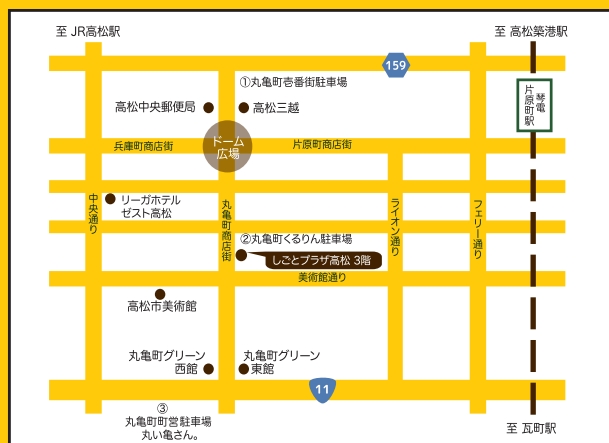 至 JR高松駅
至 高松築港駅
159
①丸亀町壱番街駐車場
高松中央郵便局
高松三越
琴電
片原町駅
ドーム
広場
兵庫町商店街
片原町商店街
リーガホテル
ゼスト高松
中央通り
丸亀町商店街
ライオン通り
フェリー通り
②丸亀町くるりん駐車場
しごとプラザ高松 3階
美術館通り
高松市美術館
丸亀町グリーン
西館
丸亀町グリーン
東館
11
③
丸亀町町営駐車場
丸い亀さん。
至 瓦町駅